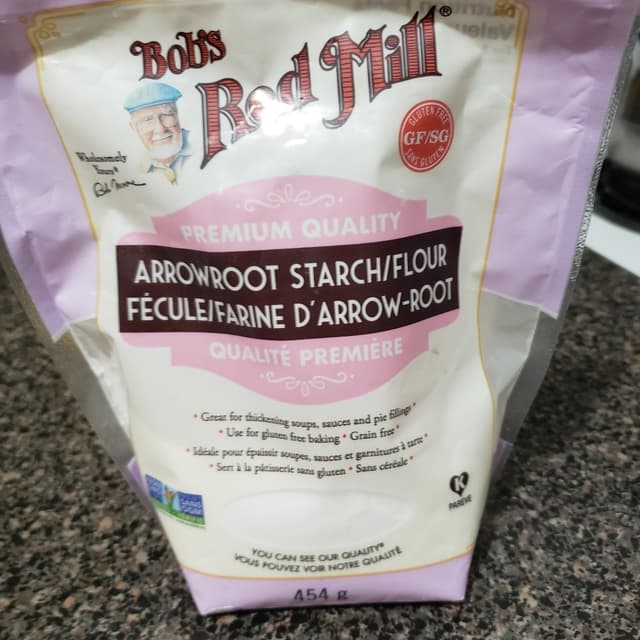 Bob's
Red Mill®
GLUTEN FREE
GF/SG
SANS GLUTEN
Wholesomely
Yours®
Bob Moore
PREMIUM QUALITY
ARROWROOT STARCH/FLOUR
FÉCULE/FARINE D'ARROW-ROOT
QUALITÉ PREMIÈRE
• Great for thickening soups, sauces and pie fillings •
• Use for gluten free baking • Grain free •
• Idéale pour épaissir soupes, sauces et garnitures à tarte •
• Sert à la pâtisserie sans gluten • Sans céréale •
K
PAREVE
YOU CAN SEE OUR QUALITY®
VOUS POUVEZ VOIR NOTRE QUALITÉ
454 g